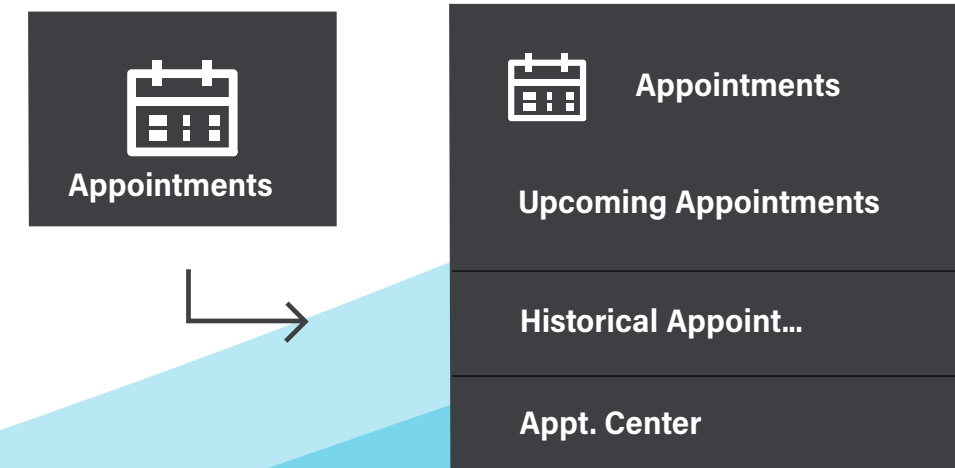 Appointments
Appointments
Upcoming Appointments
Historical Appoint...
Appt. Center